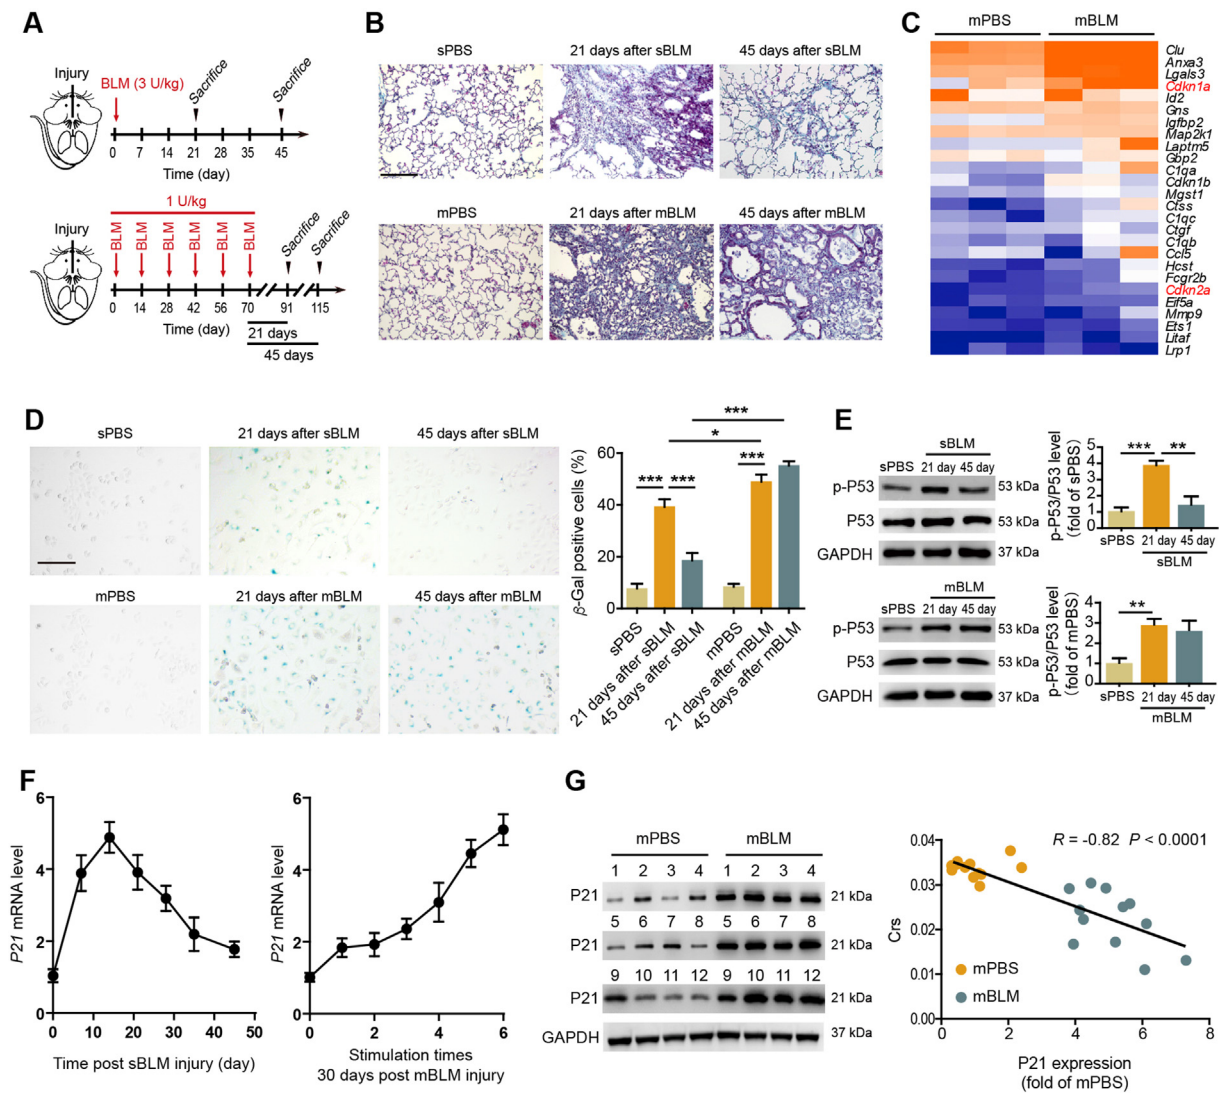 A
Injury
BLM (3 U/kg)
Sacrifice
Sacrifice
0 7 14 21 28 35 45
Time (day)
1 U/kg
Injury
BLM BLM BLM BLM BLM BLM
Sacrifice
Sacrifice
0 14 28 42 56 70 91 115
Time (day)
21 days
45 days
B
sPBS 21 days after sBLM 45 days after sBLM
mPBS 21 days after mBLM 45 days after mBLM
C
mPBS mBLM
Clu
Anxa3
Lgals3
Cdkn1a
Id2
Gns
Igfbp2
Map2k1
Laptm5
Gbp2
C1qa
Cdkn1b
Mgst1
Ctss
C1qc
Ctgf
C1qb
Ccl5
Hcst
Fcgr2b
Cdkn2a
Eif5a
Mmp9
Ets1
Litaf
Lrp1
D
sPBS 21 days after sBLM 45 days after sBLM
mPBS 21 days after mBLM 45 days after mBLM
β-Gal positive cells (%)
60
40
20
0
***
*
*** *** ***
sPBS
21 days after sBLM
45 days after sBLM
mPBS
21 days after mBLM
45 days after mBLM
E
sBLM
sPBS 21 day 45 day
p-P53 53 kDa
P53 53 kDa
GAPDH 37 kDa
p-P53/P53 level
(fold of sPBS)
5
4
3
2
1
0
*** **
sPBS 21 day 45 day
sBLM
mBLM
sPBS 21 day 45 day
p-P53 53 kDa
P53 53 kDa
GAPDH 37 kDa
p-P53/P53 level
(fold of mPBS)
4
3
2
1
0
**
sPBS 21 day 45 day
mBLM
F
P21 mRNA level
6
4
2
0
0 10 20 30 40 50
Time post sBLM injury (day)
P21 mRNA level
6
4
2
0
0 2 4 6
Stimulation times
30 days post mBLM injury
G
mPBS mBLM
1 2 3 4 1 2 3 4
P21 21 kDa
5 6 7 8 5 6 7 8
P21 21 kDa
9 10 11 12 9 10 11 12
P21 21 kDa
GAPDH 37 kDa
R = -0.82 P < 0.0001
Crs
0.04
0.03
0.02
0.01
0.00
mPBS
mBLM
0 2 4 6 8
P21 expression
(fold of mPBS)